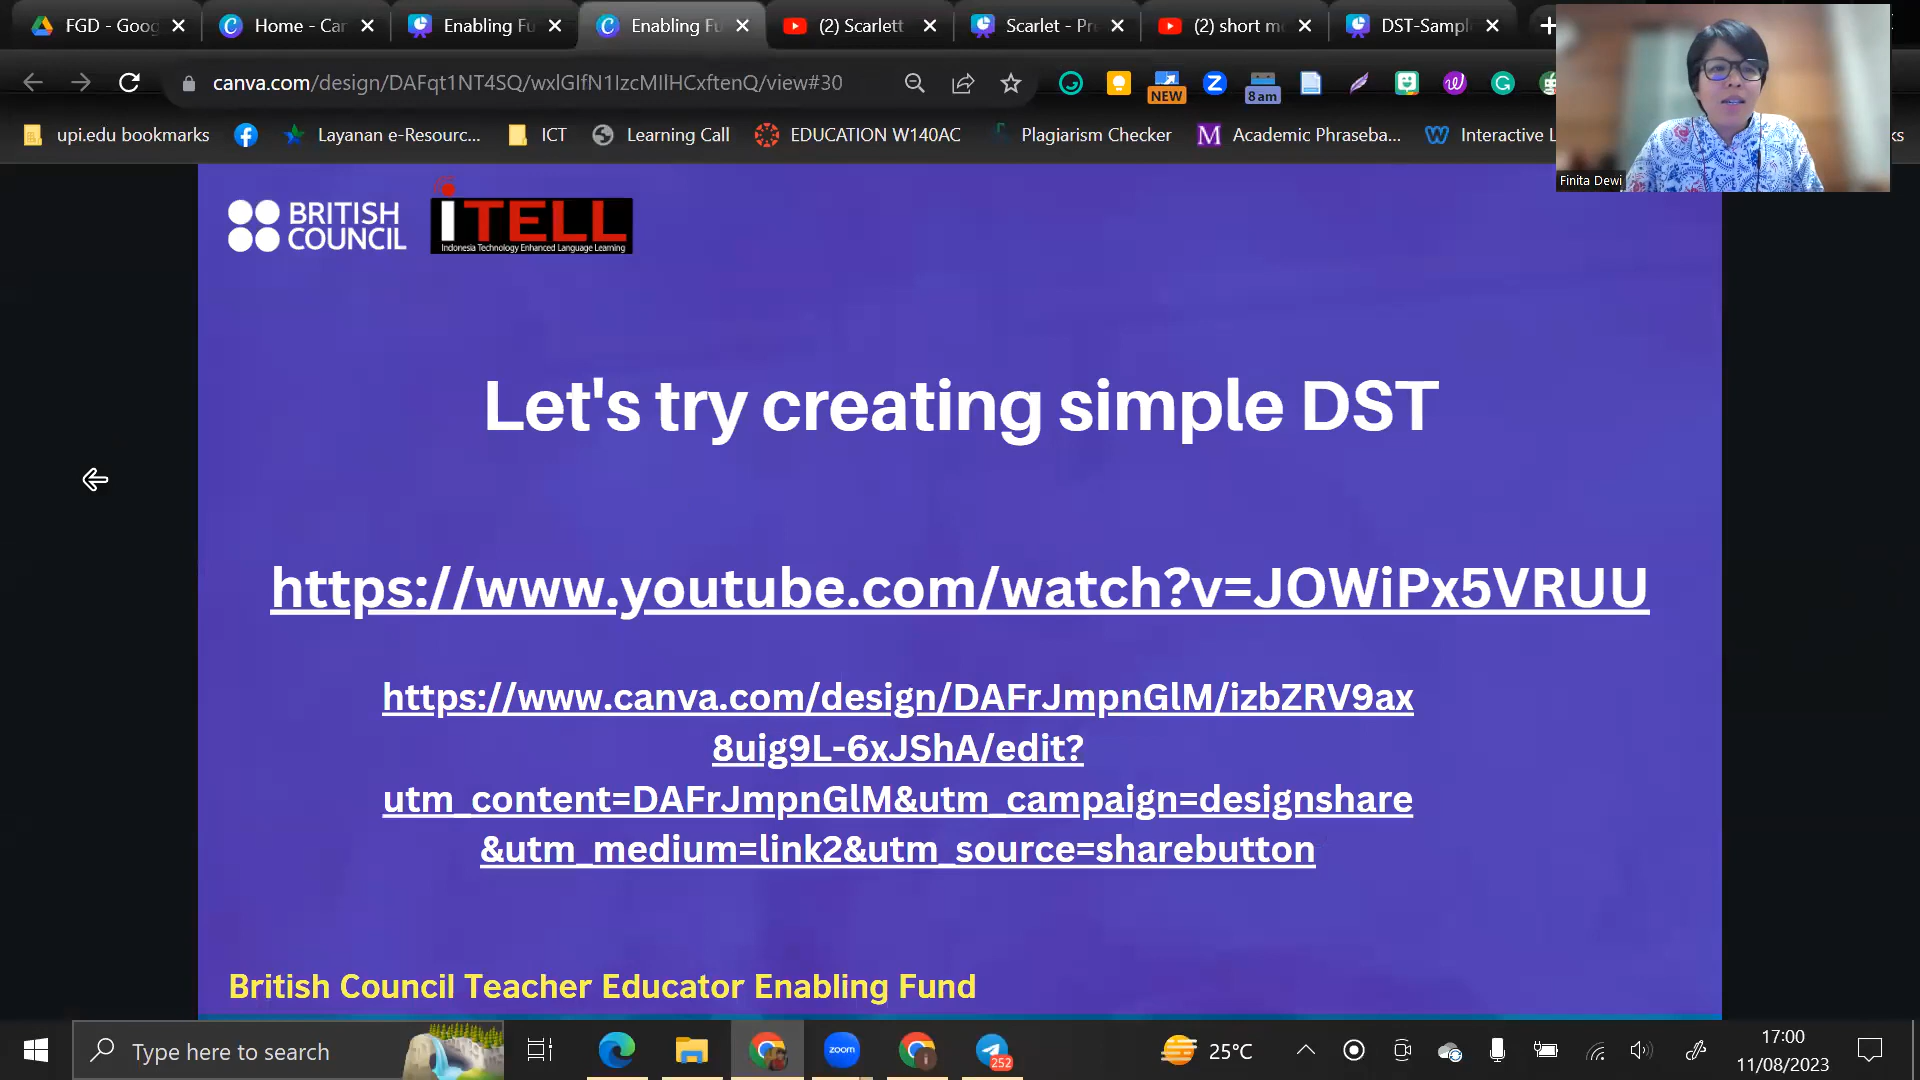 FGD - Goog
Home - Car
Enabling Fu
Enabling Fu
(2) Scarlett
Scarlet - Pr
(2) short m
DST-Sampl
canva.com/design/DAFqt1NT4SQ/wxlGIfN1IzcMIlHCxftenQ/view#30
NEW
8am
upi.edu bookmarks
Layanan e-Resourc...
ICT
Learning Call
EDUCATION W140AC
Plagiarism Checker
Academic Phraseba...
Interactive L
Finita Dewi
BRITISH
COUNCIL
iTELL
Indonesia Technology Enhanced Language Learning
Let's try creating simple DST
https://www.youtube.com/watch?v=JOWiPx5VRUU
https://www.canva.com/design/DAFrJmpnGlM/izbZRV9ax
8uig9L-6xJShA/edit?
utm_content=DAFrJmpnGlM&utm_campaign=designshare
&utm_medium=link2&utm_source=sharebutton
British Council Teacher Educator Enabling Fund
Type here to search
zoom
252
25°C
17:00
11/08/2023